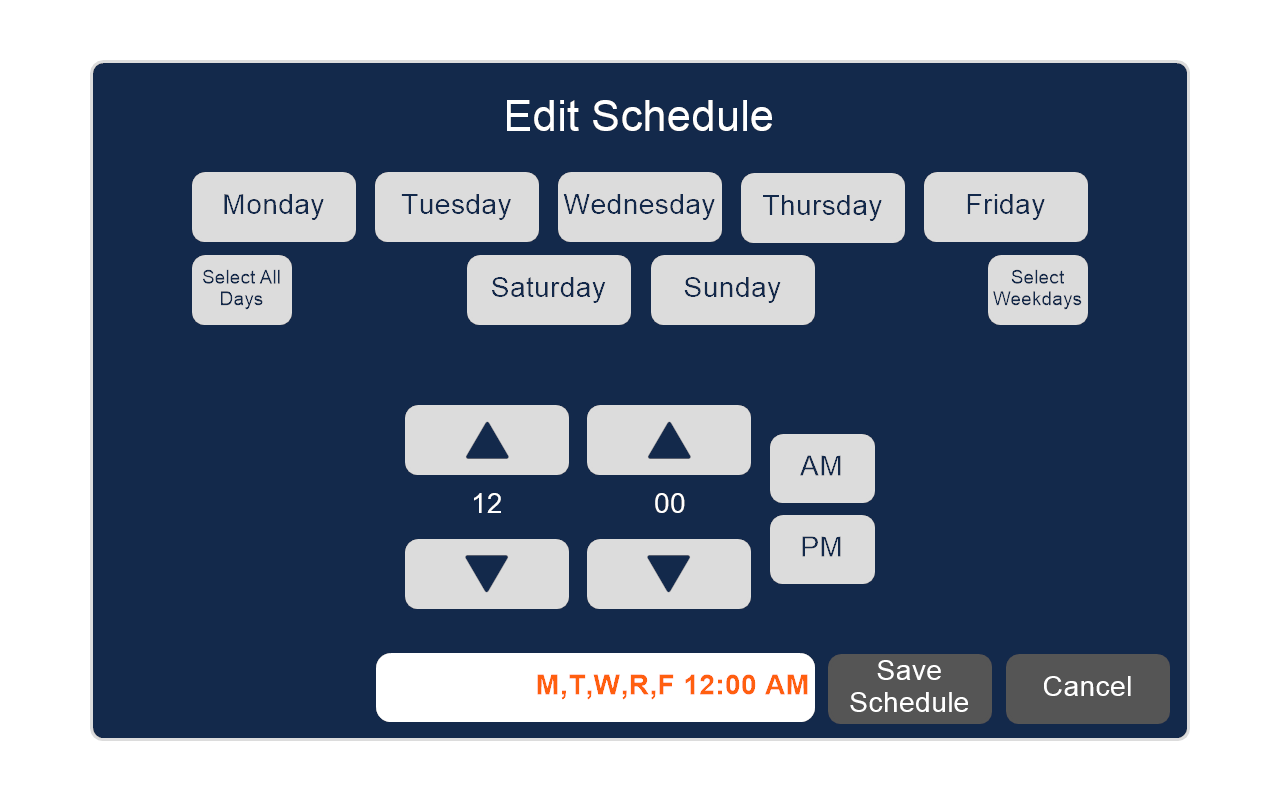 Edit Schedule
Monday Tuesday Wednesday Thursday Friday
Select All
Days
Saturday Sunday
Select
Weekdays
12 00
AM
PM
M,T,W,R,F 12:00 AM
Save
Schedule
Cancel